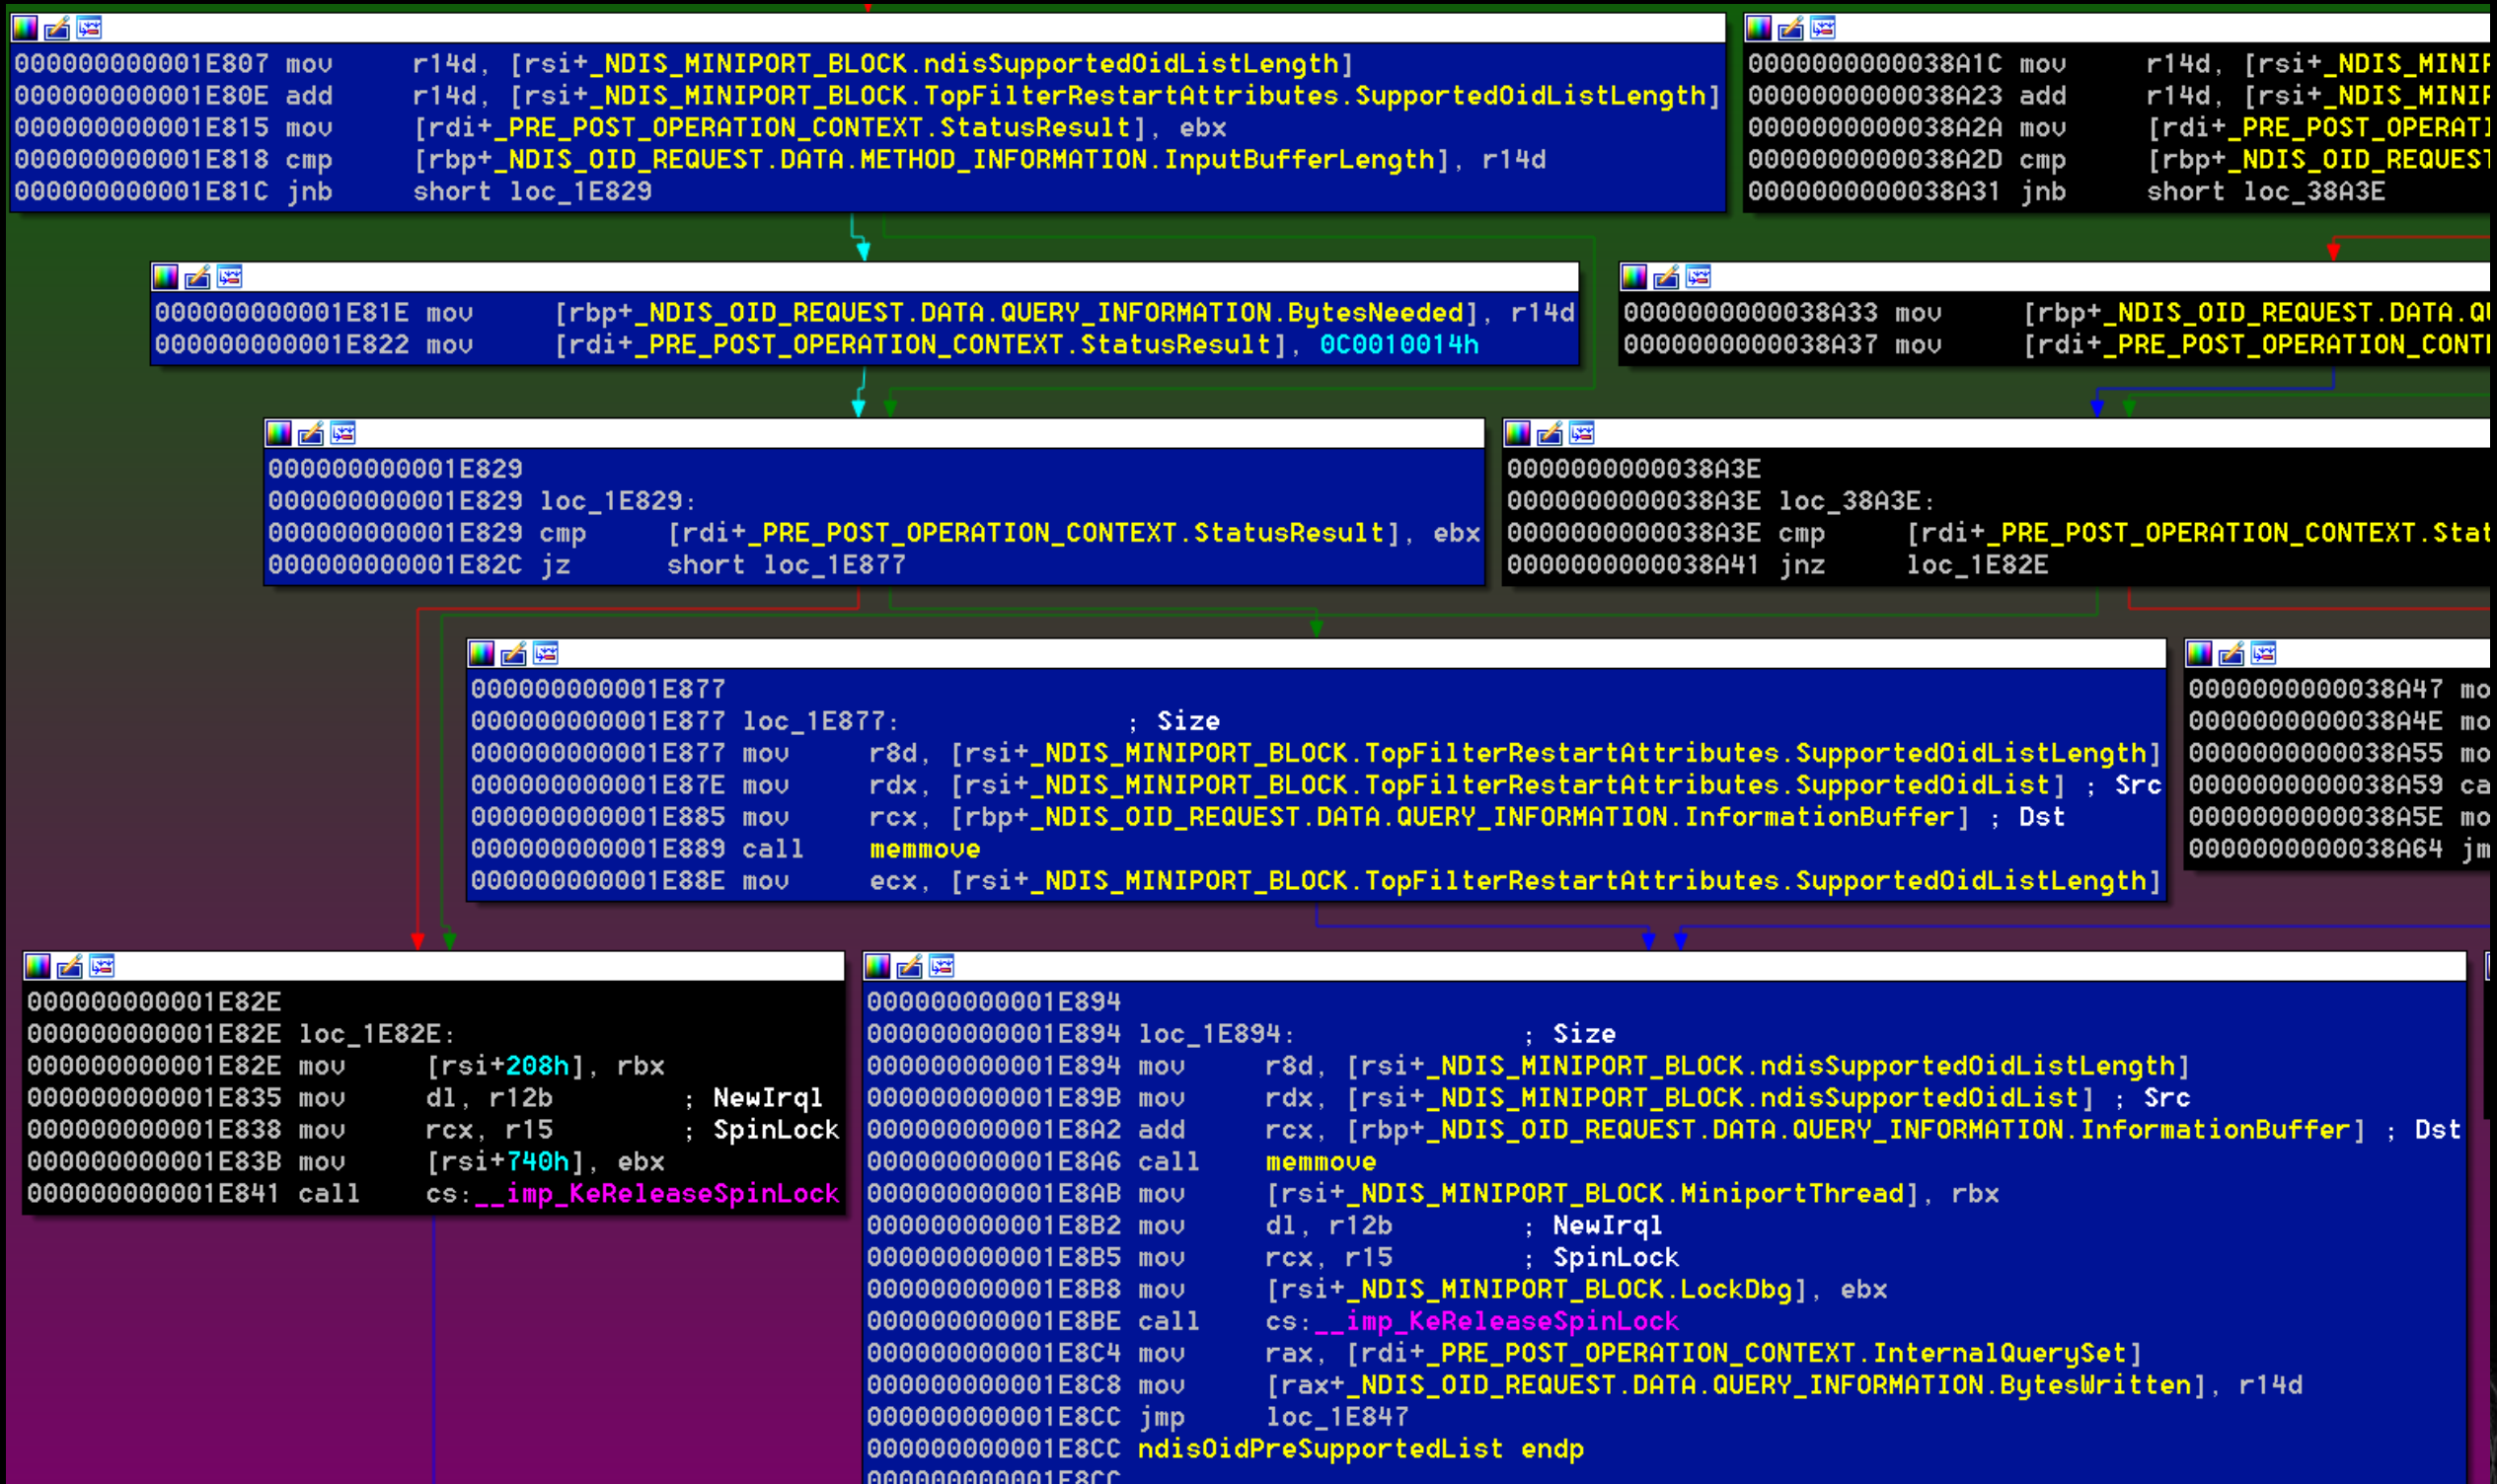 000000000001E807 mov r14d, [rsi+_NDIS_MINIPORT_BLOCK.ndisSupportedOidListLength]
000000000001E80E add r14d, [rsi+_NDIS_MINIPORT_BLOCK.TopFilterRestartAttributes.SupportedOidListLength]
000000000001E815 mov [rdi+_PRE_POST_OPERATION_CONTEXT.StatusResult], ebx
000000000001E818 cmp [rbp+_NDIS_OID_REQUEST.DATA.METHOD_INFORMATION.InputBufferLength], r14d
000000000001E81C jnb short loc_1E829
0000000000038A1C mov r14d, [rsi+_NDIS_MINIP
0000000000038A23 add r14d, [rsi+_NDIS_MINIP
0000000000038A2A mov [rdi+_PRE_POST_OPERATI
0000000000038A2D cmp [rbp+_NDIS_OID_REQUEST
0000000000038A31 jnb short loc_38A3E
000000000001E81E mov [rbp+_NDIS_OID_REQUEST.DATA.QUERY_INFORMATION.BytesNeeded], r14d
000000000001E822 mov [rdi+_PRE_POST_OPERATION_CONTEXT.StatusResult], 0C0010014h
0000000000038A33 mov [rbp+_NDIS_OID_REQUEST.DATA.QU
0000000000038A37 mov [rdi+_PRE_POST_OPERATION_CONTE
000000000001E829
000000000001E829 loc_1E829:
000000000001E829 cmp [rdi+_PRE_POST_OPERATION_CONTEXT.StatusResult], ebx
000000000001E82C jz short loc_1E877
0000000000038A3E
0000000000038A3E loc_38A3E:
0000000000038A3E cmp [rdi+_PRE_POST_OPERATION_CONTEXT.Stat
0000000000038A41 jnz loc_1E82E
000000000001E877
000000000001E877 loc_1E877: ; Size
000000000001E877 mov r8d, [rsi+_NDIS_MINIPORT_BLOCK.TopFilterRestartAttributes.SupportedOidListLength]
000000000001E87E mov rdx, [rsi+_NDIS_MINIPORT_BLOCK.TopFilterRestartAttributes.SupportedOidList] ; Src
000000000001E885 mov rcx, [rbp+_NDIS_OID_REQUEST.DATA.QUERY_INFORMATION.InformationBuffer] ; Dst
000000000001E889 call memmove
000000000001E88E mov ecx, [rsi+_NDIS_MINIPORT_BLOCK.TopFilterRestartAttributes.SupportedOidListLength]
0000000000038A47 mo
0000000000038A4E mo
0000000000038A55 mo
0000000000038A59 ca
0000000000038A5E mo
0000000000038A64 jm
000000000001E82E
000000000001E82E loc_1E82E:
000000000001E82E mov [rsi+208h], rbx
000000000001E835 mov dl, r12b ; NewIrql
000000000001E838 mov rcx, r15 ; SpinLock
000000000001E83B mov [rsi+740h], ebx
000000000001E841 call cs:__imp_KeReleaseSpinLock
000000000001E894
000000000001E894 loc_1E894: ; Size
000000000001E894 mov r8d, [rsi+_NDIS_MINIPORT_BLOCK.ndisSupportedOidListLength]
000000000001E89B mov rdx, [rsi+_NDIS_MINIPORT_BLOCK.ndisSupportedOidList] ; Src
000000000001E8A2 add rcx, [rbp+_NDIS_OID_REQUEST.DATA.QUERY_INFORMATION.InformationBuffer] ; Dst
000000000001E8A6 call memmove
000000000001E8AB mov [rsi+_NDIS_MINIPORT_BLOCK.MiniportThread], rbx
000000000001E8B2 mov dl, r12b ; NewIrql
000000000001E8B5 mov rcx, r15 ; SpinLock
000000000001E8B8 mov [rsi+_NDIS_MINIPORT_BLOCK.LockDbg], ebx
000000000001E8BE call cs:__imp_KeReleaseSpinLock
000000000001E8C4 mov rax, [rdi+_PRE_POST_OPERATION_CONTEXT.InternalQuerySet]
000000000001E8C8 mov [rax+_NDIS_OID_REQUEST.DATA.QUERY_INFORMATION.BytesWritten], r14d
000000000001E8CC jmp loc_1E847
000000000001E8CC ndisOidPreSupportedList endp
000000000001E8CC